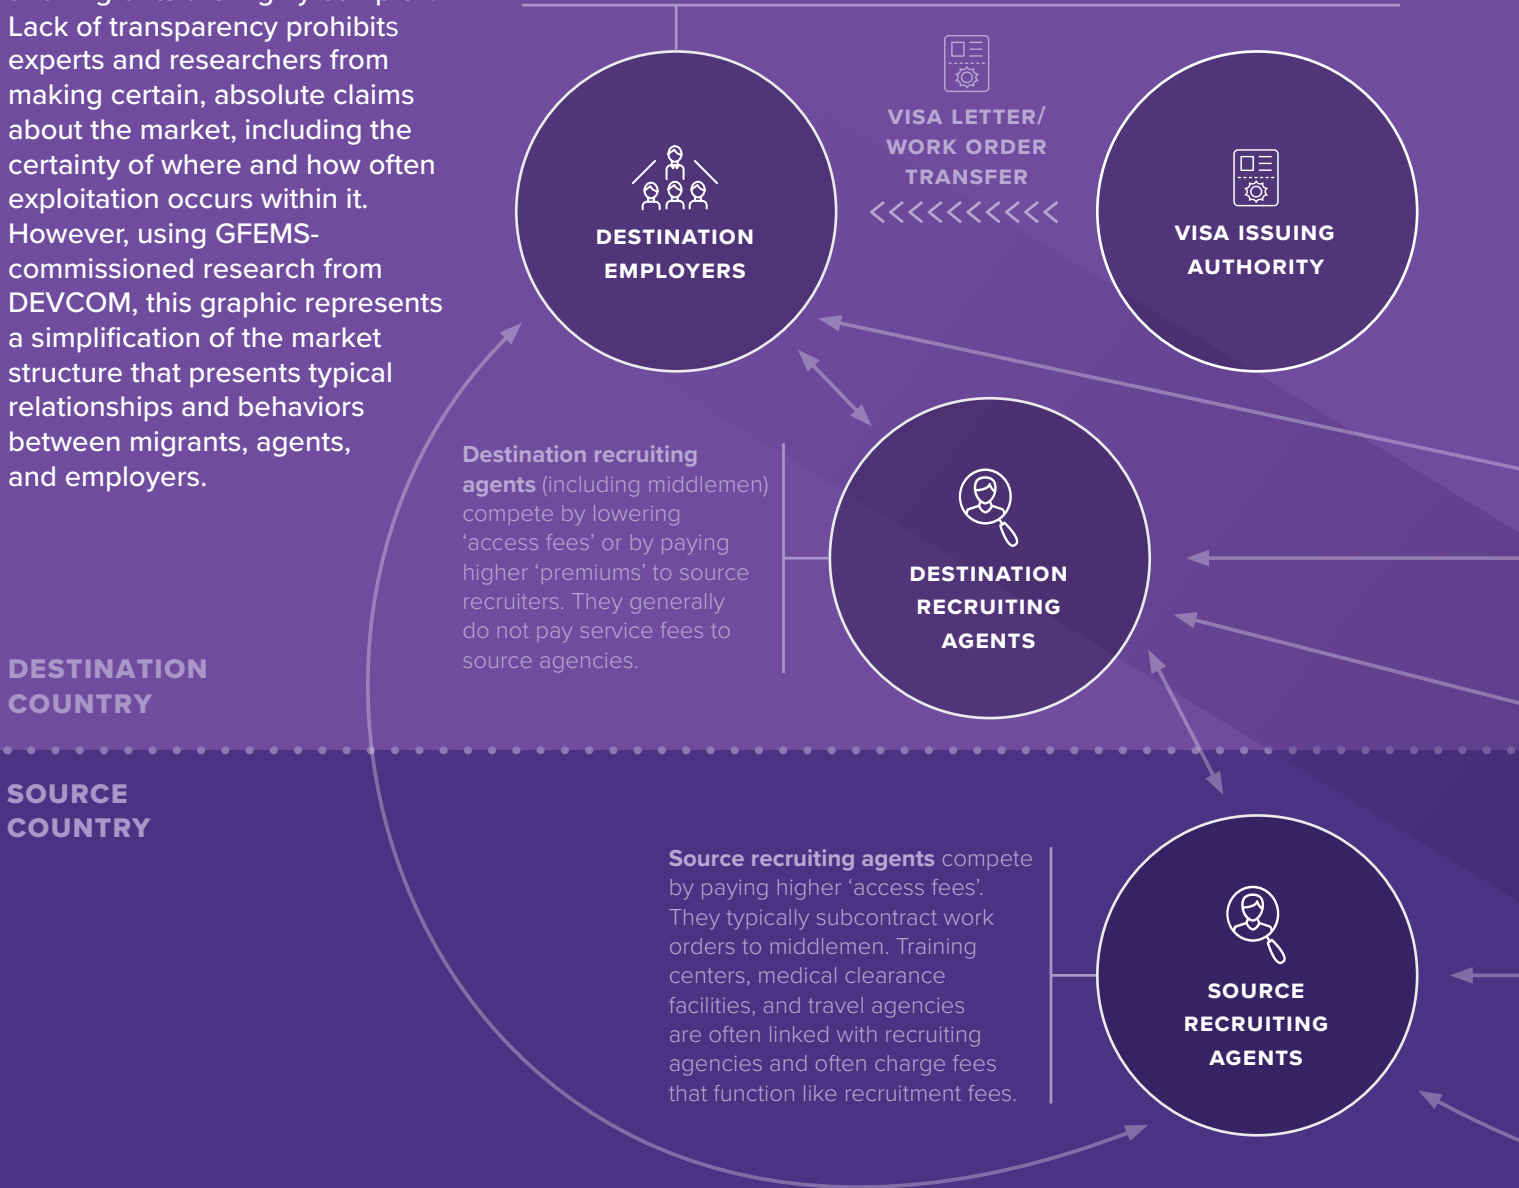 Lack of transparency prohibits
experts and researchers from
making certain, absolute claims
about the market, including the
certainty of where and how often
exploitation occurs within it.
However, using GFEMS-
commissioned research from
DEVCOM, this graphic represents
a simplification of the market
structure that presents typical
relationships and behaviors
between migrants, agents,
and employers.
VISA LETTER/
WORK ORDER
TRANSFER
DESTINATION
EMPLOYERS
VISA ISSUING
AUTHORITY
Destination recruiting
agents (including middlemen)
compete by lowering
‘access fees’ or by paying
higher ‘premiums’ to source
recruiters. They generally
do not pay service fees to
source agencies.
DESTINATION
RECRUITING
AGENTS
DESTINATION
COUNTRY
SOURCE
COUNTRY
Source recruiting agents compete
by paying higher ‘access fees’.
They typically subcontract work
orders to middlemen. Training
centers, medical clearance
facilities, and travel agencies
are often linked with recruiting
agencies and often charge fees
that function like recruitment fees.
SOURCE
RECRUITING
AGENTS